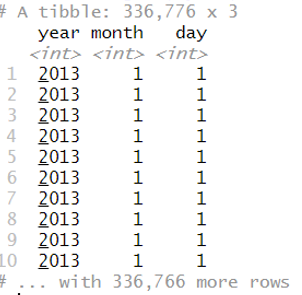 # A tibble: 336,776 x 3
year month day
<int> <int> <int>
1 2013 1 1
2 2013 1 1
3 2013 1 1
4 2013 1 1
5 2013 1 1
6 2013 1 1
7 2013 1 1
8 2013 1 1
9 2013 1 1
10 2013 1 1
# ... with 336,766 more rows